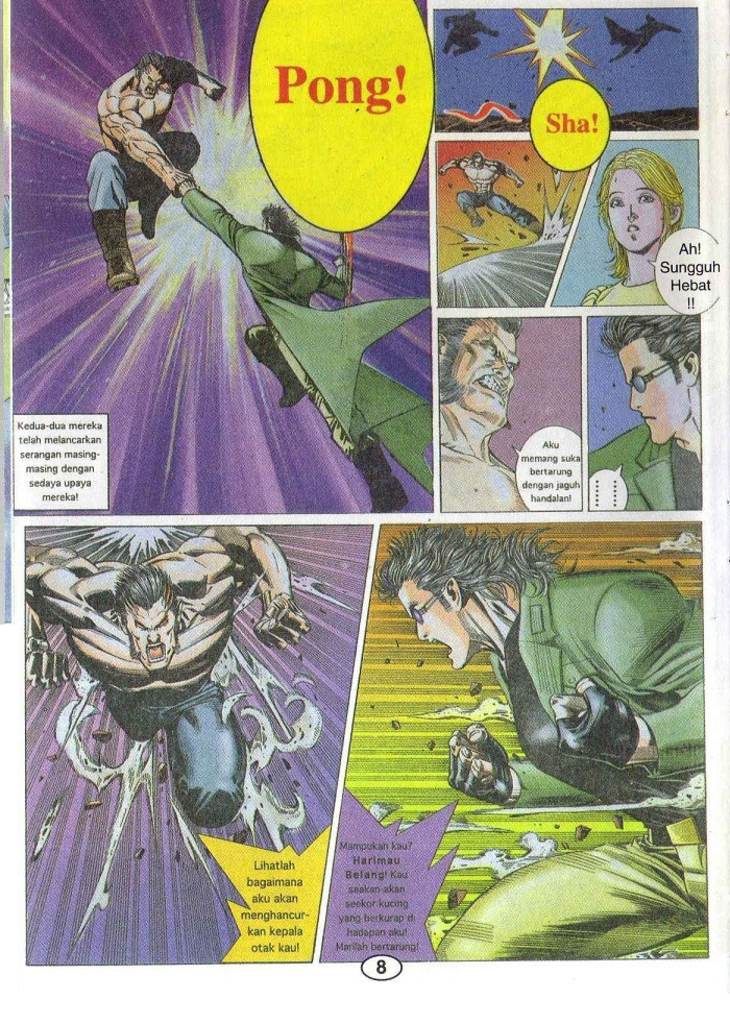 Pong!
Sha!
Ah!
Sungguh
Hebat
!!
Kedua-dua mereka
telah melancarkan
serangan masing-
masing dengan
sedaya upaya
mereka!
Aku
memang suka
bertarung
dengan jaguh
handalan!
Lihatlah
bagaimana
aku akan
menghancur-
kan kepala
otak kau!
Mampukah kau?
Harimau
Belang! Kau
seakan-akan
seekor kucing
yang berkurap di
hadapan aku!
Marilah bertarung!
8